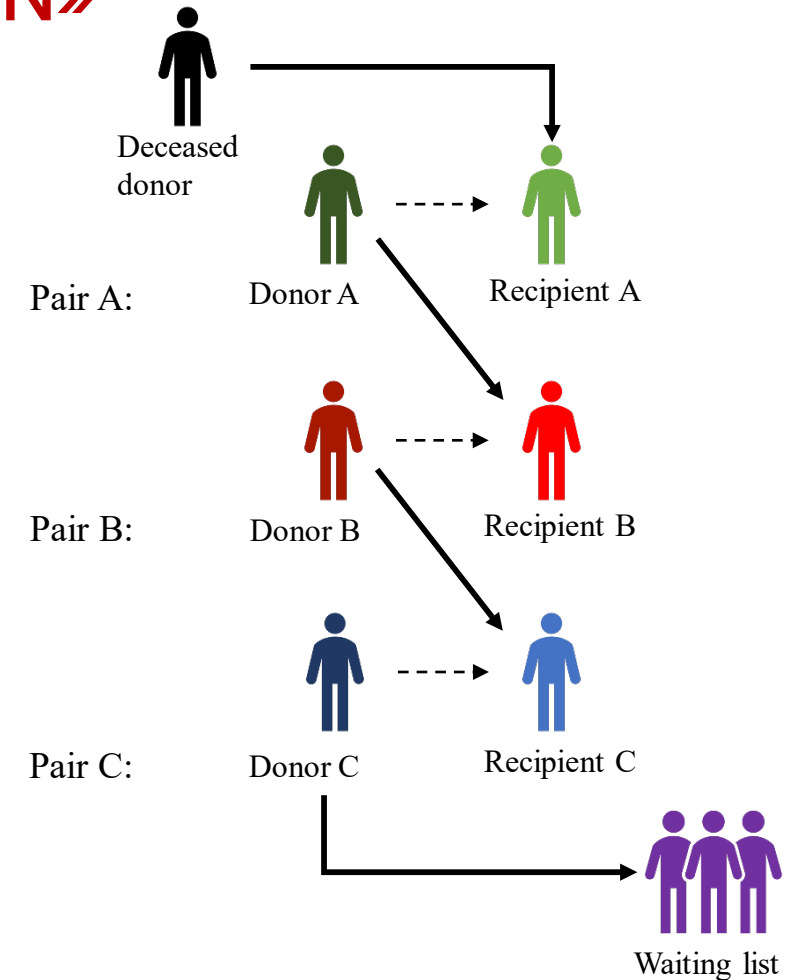 N»
Deceased
donor
Pair A:
Donor A
Recipient A
Pair B:
Donor B
Recipient B
Pair C:
Donor C
Recipient C
Waiting list